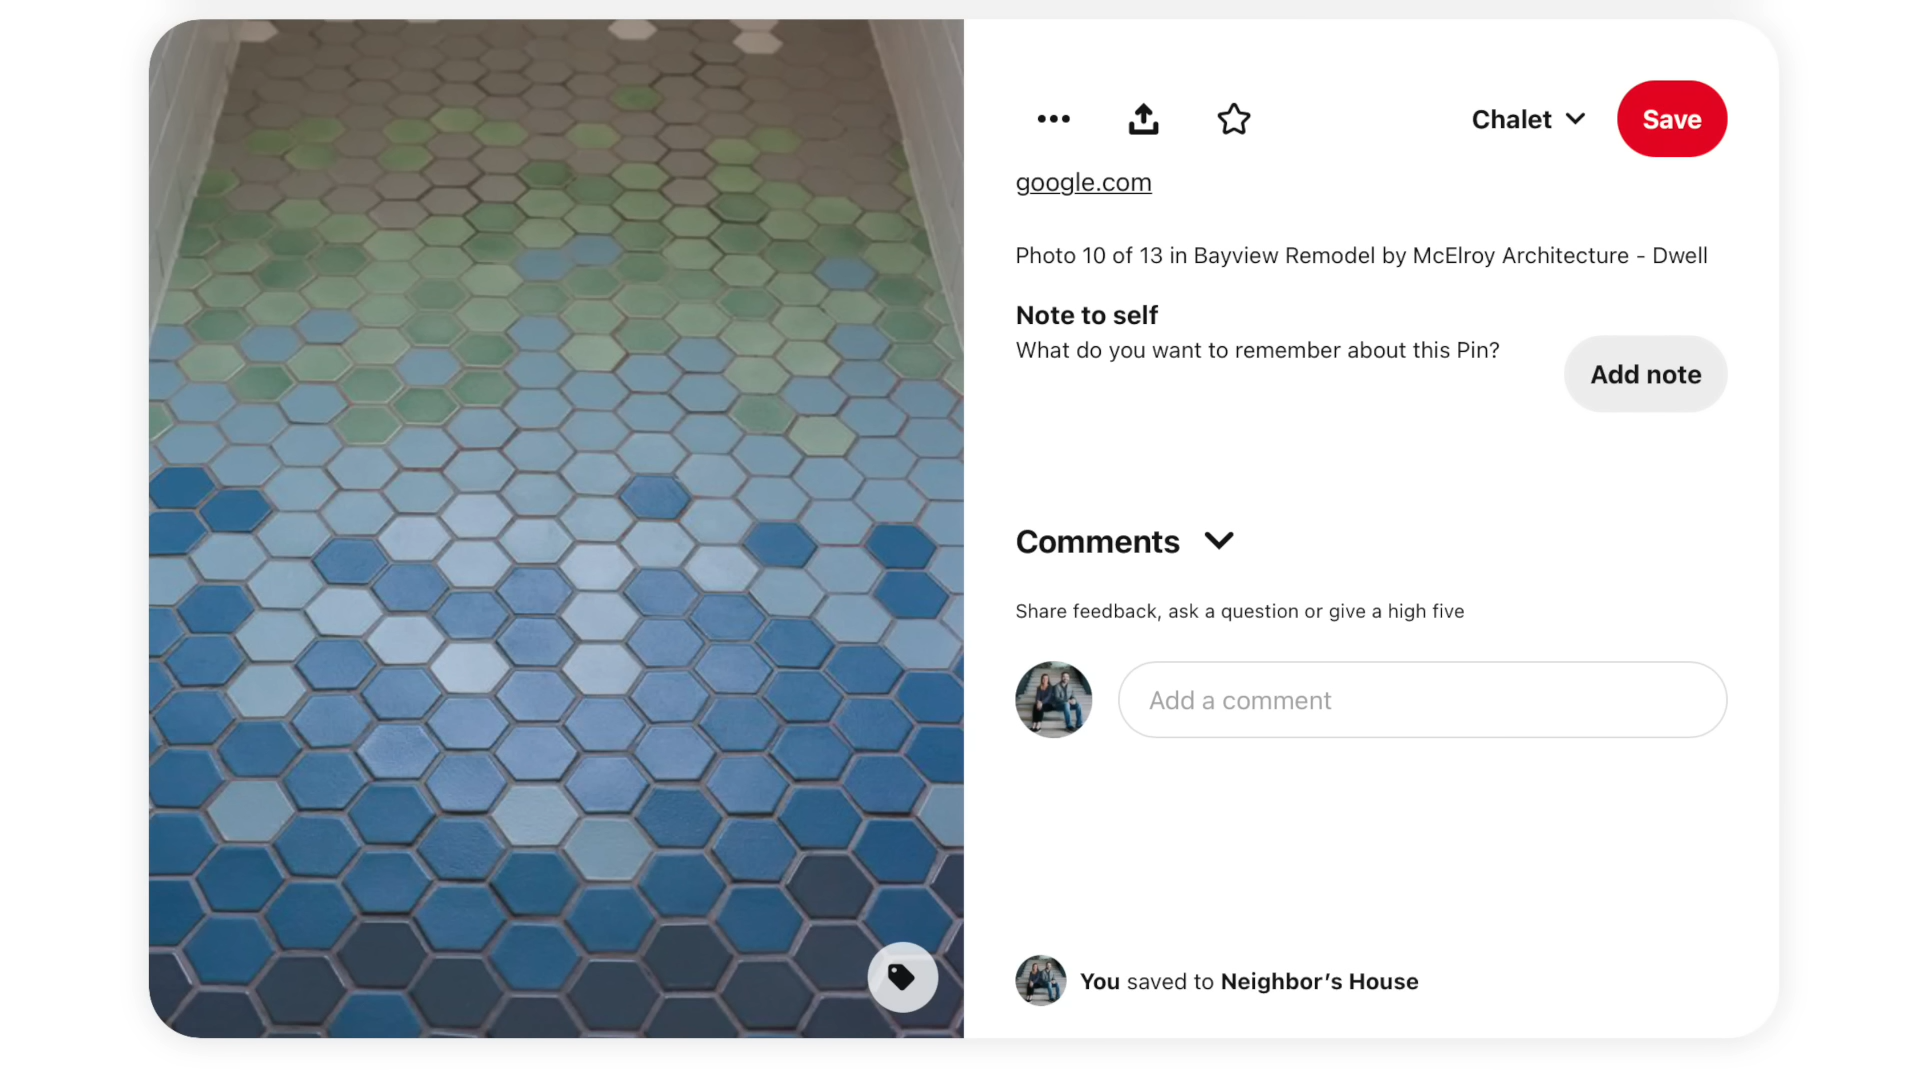 Chalet
Save
google.com
Photo 10 of 13 in Bayview Remodel by McElroy Architecture - Dwell
Note to self
What do you want to remember about this Pin?
Add note
Comments
Share feedback, ask a question or give a high five
Add a comment
You saved to Neighbor’s House